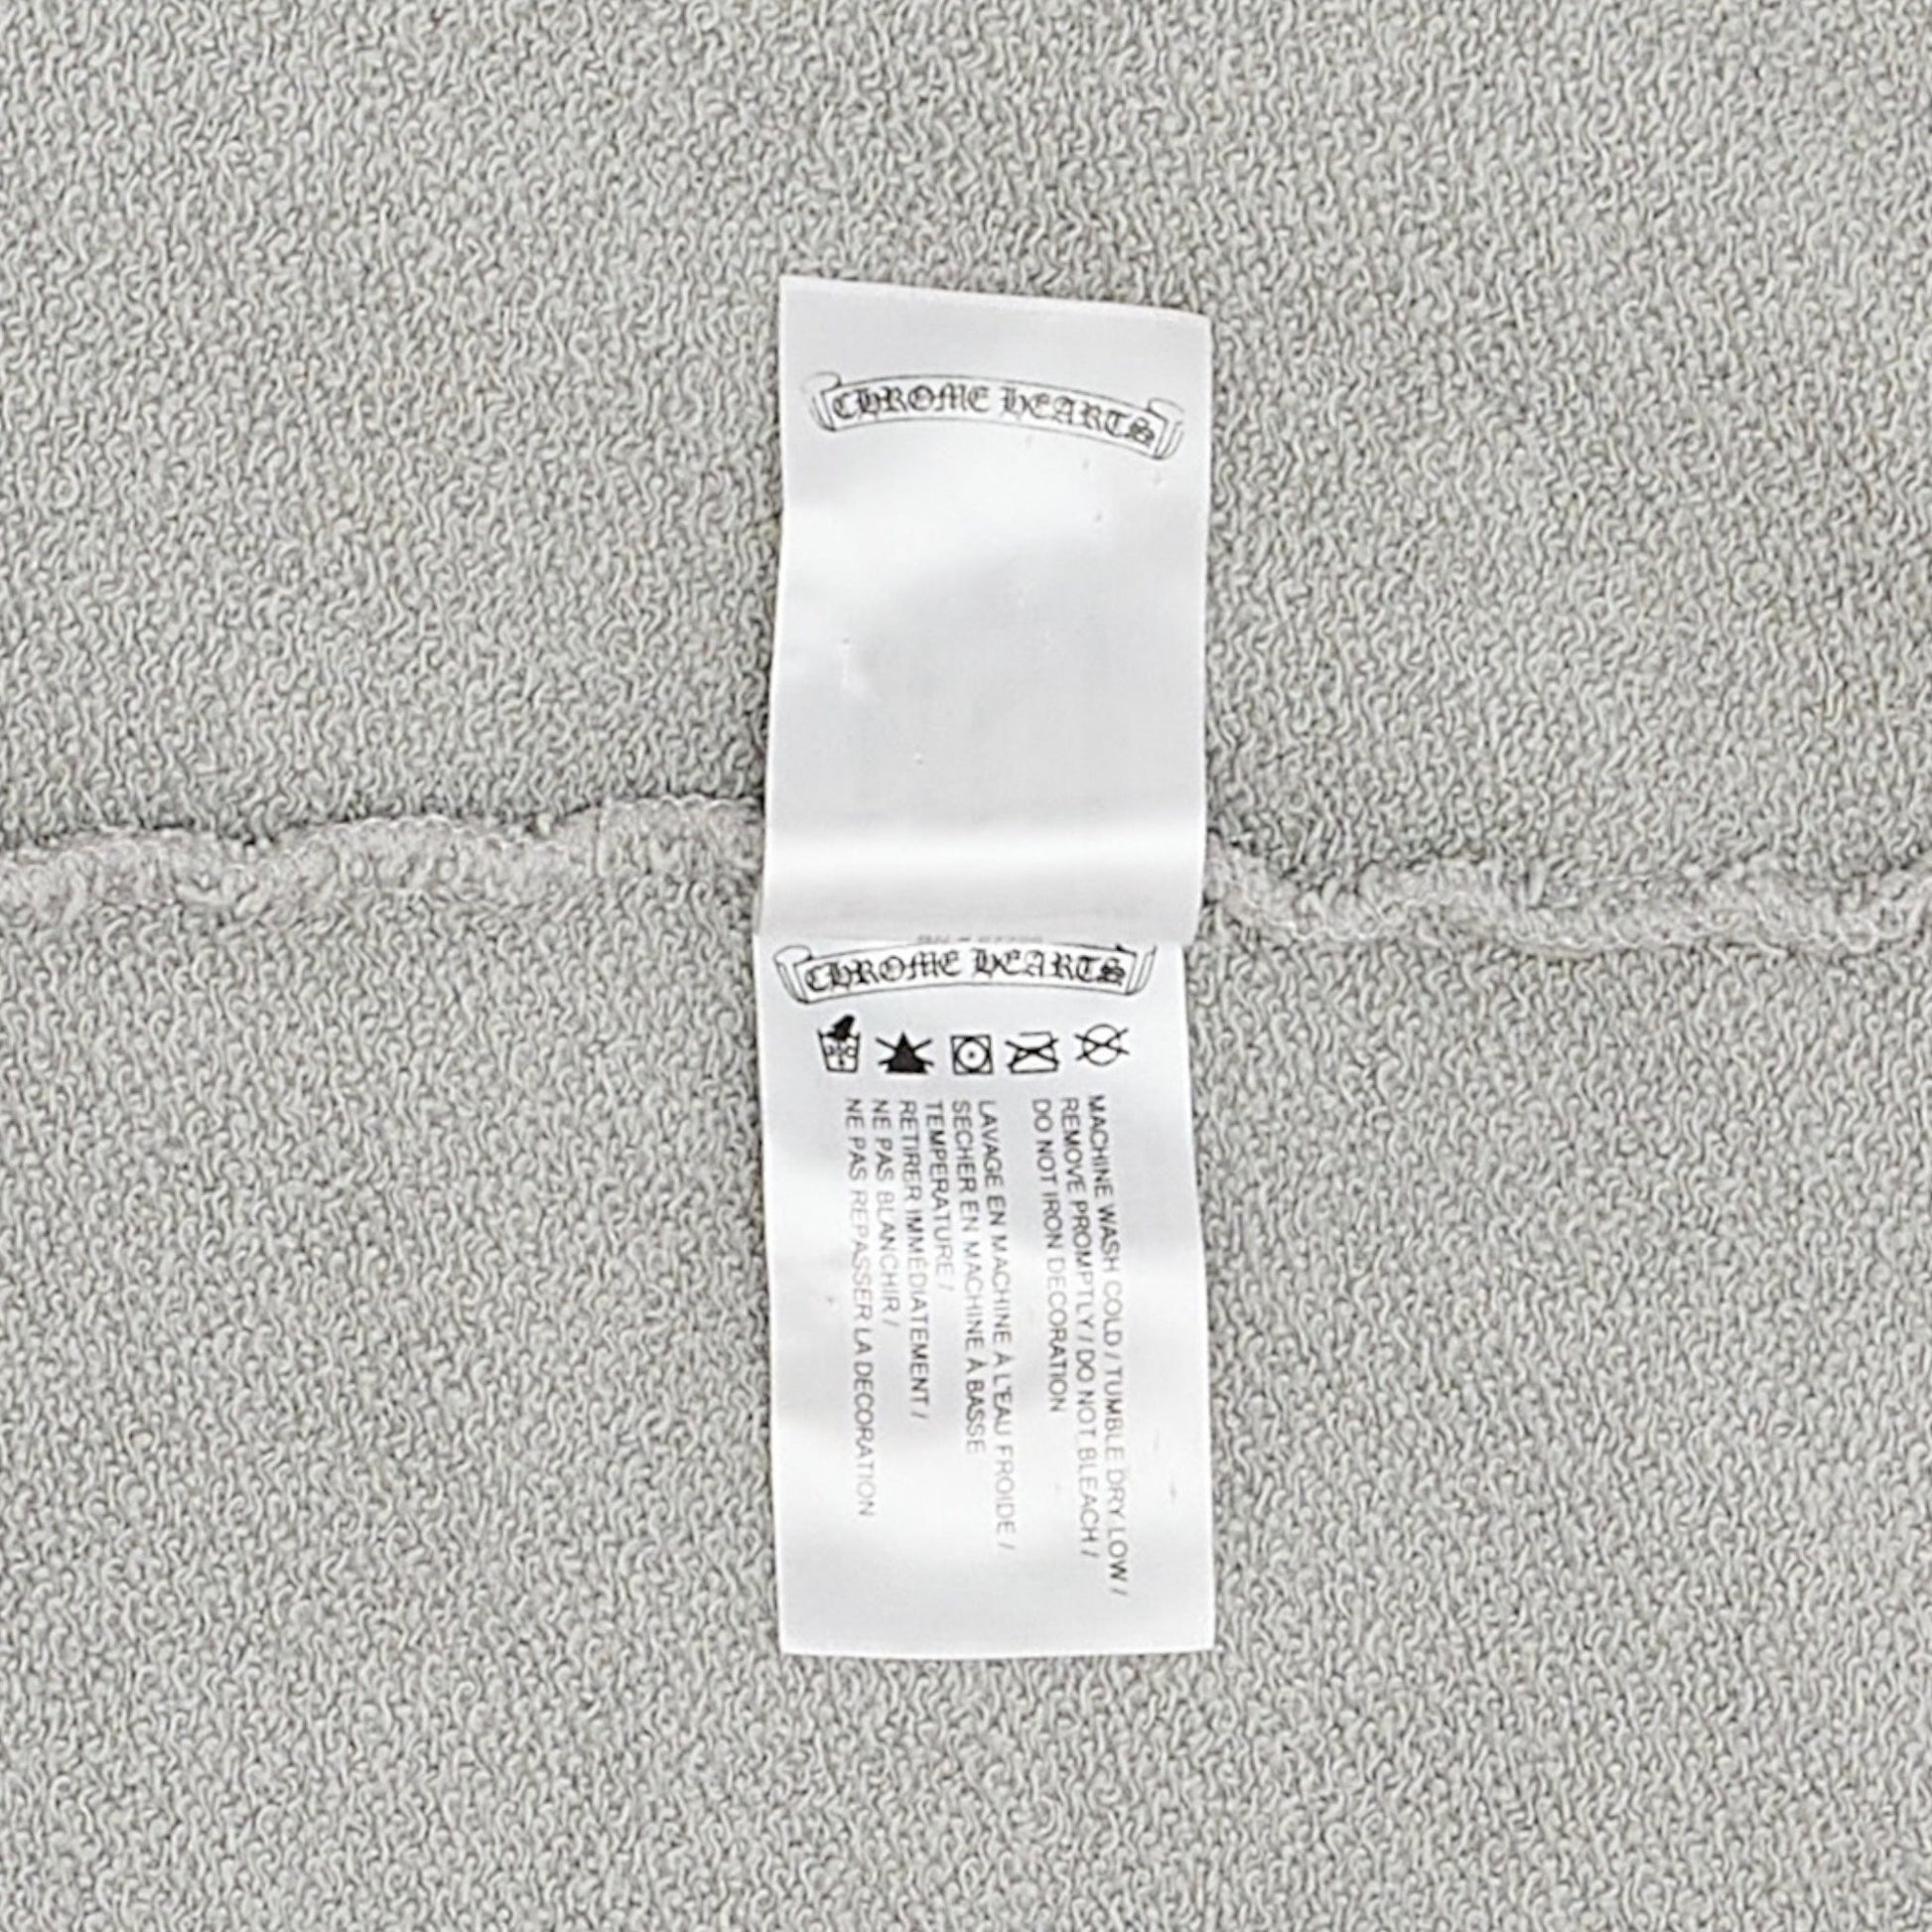 CHROME HEARTS
CHROME HEARTS
MACHINE WASH COLD / TUMBLE DRY LOW /
REMOVE PROMPTLY / DO NOT BLEACH /
DO NOT IRON DECORATION
LAVAGE EN MACHINE À L'EAU FROIDE /
SECHER EN MACHINE À BASSE
TEMPERATURE /
RETIRER IMMÉDIATEMENT /
NE PAS BLANCHIR /
NE PAS REPASSER LA DECORATION